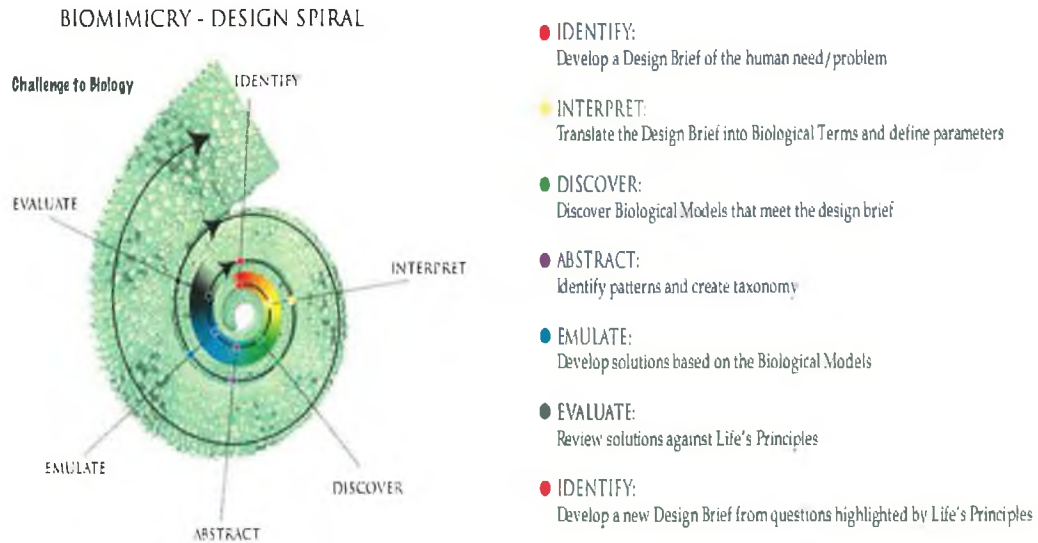 BIOMIMICRY - DESIGN SPIRAL
Challenge to Biology
IDENTIFY
EVALUATE
INTERPRET
EMULATE
DISCOVER
ABSTRACT
IDENTIFY:
Develop a Design Brief of the human need/problem
INTERPRET:
Translate the Design Brief into Biological Terms and define parameters
DISCOVER:
Discover Biological Models that meet the design brief
ABSTRACT:
Identify patterns and create taxonomy
EMULATE:
Develop solutions based on the Biological Models
EVALUATE:
Review solutions against Life's Principles
IDENTIFY:
Develop a new Design Brief from questions highlighted by Life's Principles